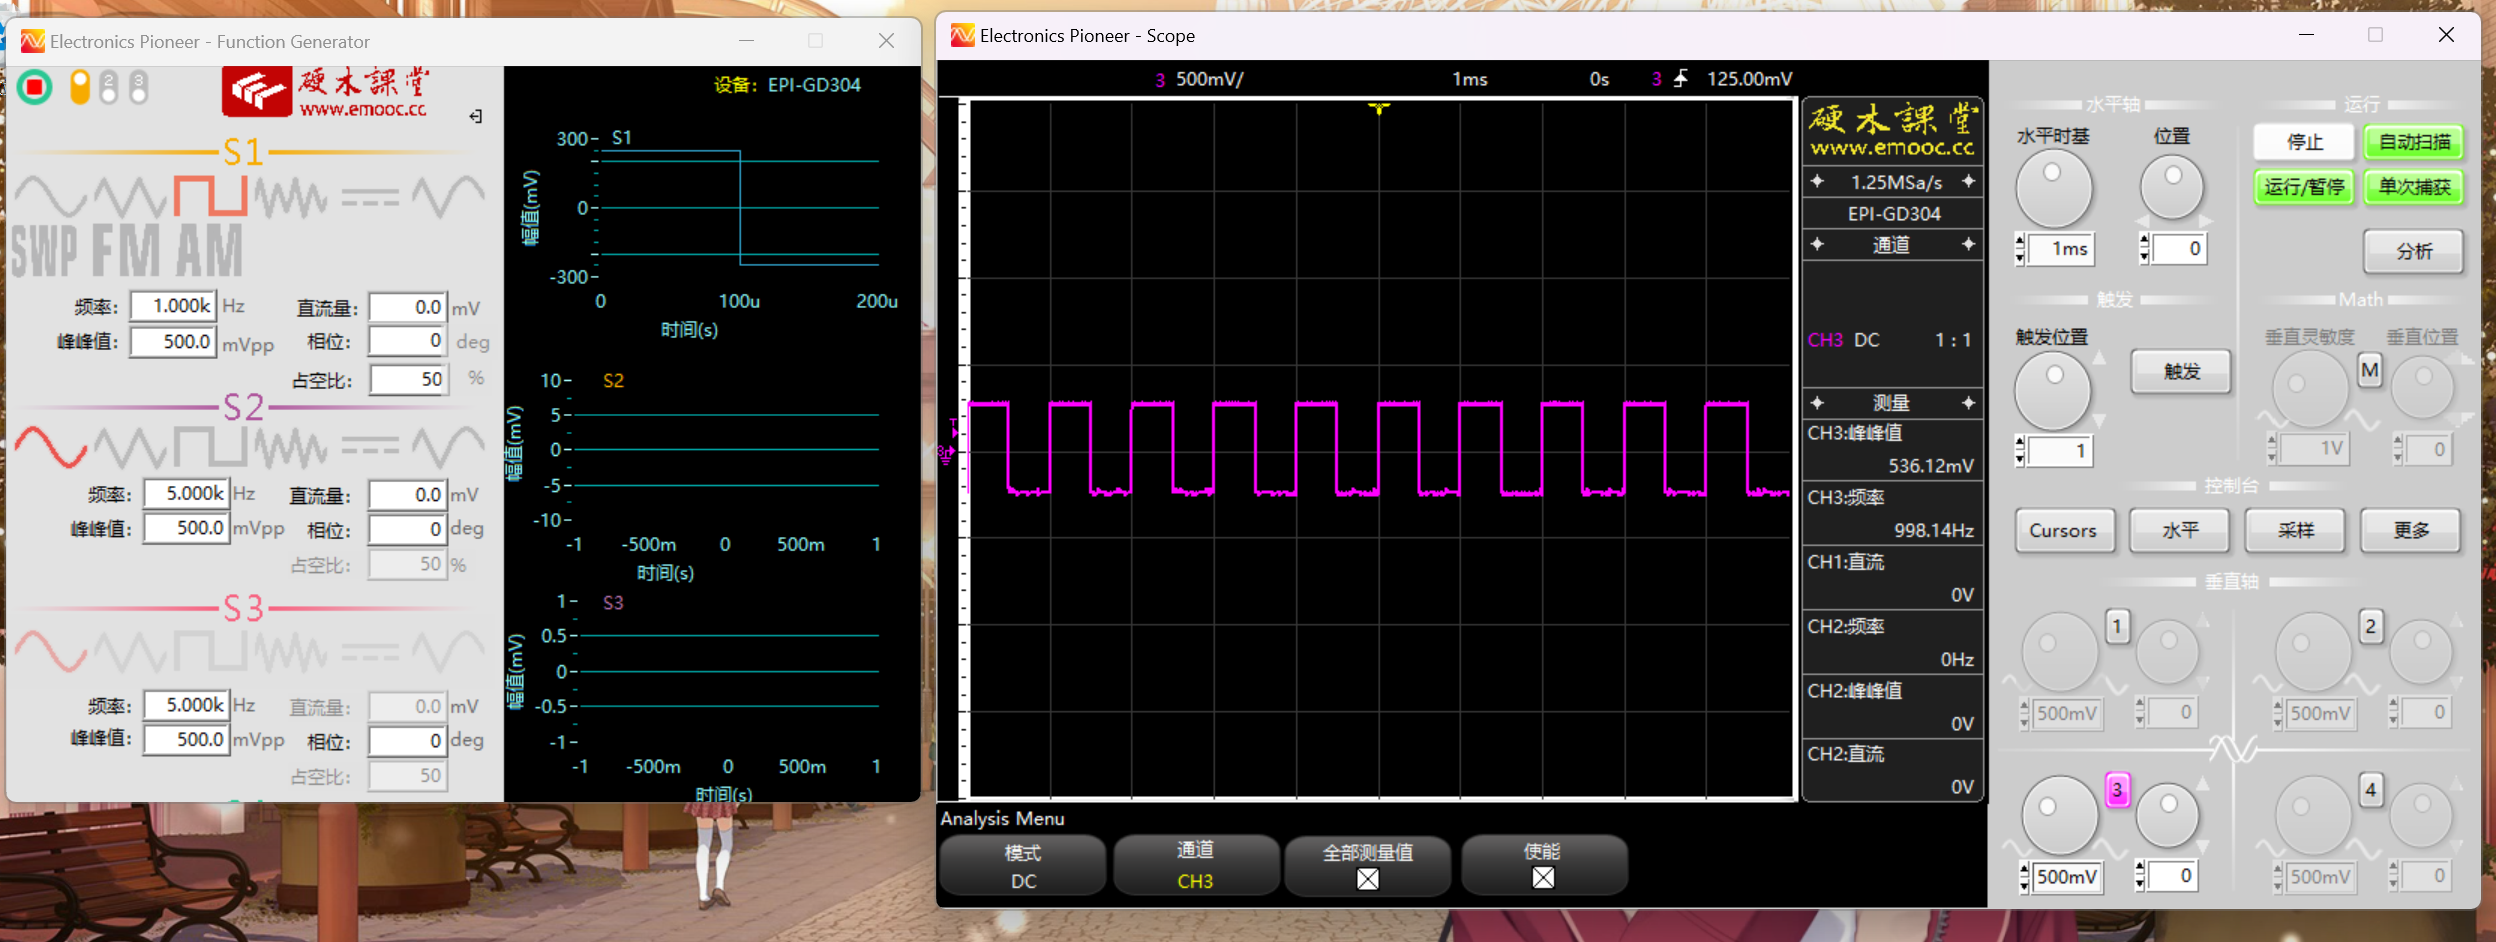 Electronics Pioneer - Function Generator
2
3
硬木課堂
www.emooc.cc
S1
SWP FM AM
频率: 1.000k Hz
直流量: 0.0 mV
峰峰值: 500.0 mVpp
相位: 0 deg
占空比: 50 %
S2
频率: 5.000k Hz
直流量: 0.0 mV
峰峰值: 500.0 mVpp
相位: 0 deg
占空比: 50 %
S3
频率: 5.000k Hz
直流量: 0.0 mV
峰峰值: 500.0 mVpp
相位: 0 deg
占空比: 50
设备: EPI-GD304
S1
幅值(mV)
300
0
-300
0 100u 200u
时间(s)
S2
幅值(mV)
10
5
0
-5
-10
-1 -500m 0 500m 1
时间(s)
S3
幅值(mV)
1
0.5
0
-0.5
-1
-1 -500m 0 500m 1
时间(s)
Electronics Pioneer - Scope
3 500mV/ 1ms 0s 3 125.00mV
T
3
硬木課堂
www.emooc.cc
1.25MSa/s
EPI-GD304
通道
CH3 DC 1 : 1
测量
CH3:峰峰值
536.12mV
CH3:频率
998.14Hz
CH1:直流
0V
CH2:频率
0Hz
CH2:峰峰值
0V
CH2:直流
0V
Analysis Menu
模式
DC
通道
CH3
全部测量值
使能
水平轴
水平时基
位置
1ms
0
运行
停止
自动扫描
运行/暂停
单次捕获
分析
触发
触发位置
触发
1
Math
垂直灵敏度
垂直位置
M
1V
0
控制台
Cursors
水平
采样
更多
垂直轴
1
500mV
0
2
500mV
0
3
500mV
0
4
500mV
0